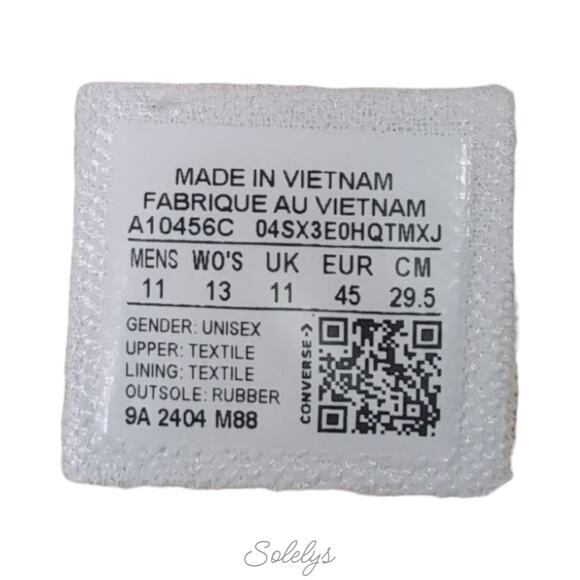 MADE IN VIETNAM
FABRIQUE AU VIETNAM
A10456C 04SX3E0HQTMXJ
MENS WO'S UK EUR CM
11 13 11 45 29.5
GENDER: UNISEX
UPPER: TEXTILE
LINING: TEXTILE
OUTSOLE: RUBBER
9A 2404 M88
CONVERSE
Solelys